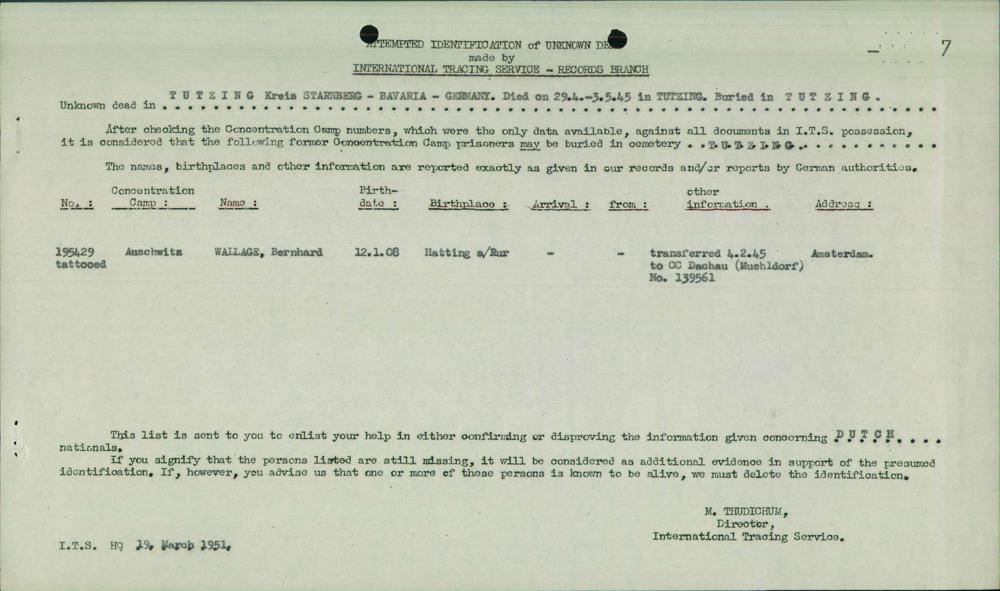 7
ATTEMPTED IDENTIFICATION of UNKNOWN DE
made by
INTERNATIONAL TRACING SERVICE - RECORDS BRANCH
Unknown dead in T U T Z I N G Kreis STARNBERG - BAVARIA - GERMANY. Died on 29.4.-3.5.45 in TUTZING. Buried in T U T Z I N G .
After checking the Concentration Camp numbers, which were the only data available, against all documents in I.T.S. possession,
it is considered that the following former Concentration Camp prisoners may be buried in cemetery . .T.U.T.Z.I.N.G. . . . . . . . . .
The names, birthplaces and other information are reported exactly as given in our records and/or reports by German authorities.
No. : Concentration Camp : Name : Birth-date : Birthplace : Arrival : from : other information . Address :
195429 Auschwitz WALLAGE, Bernhard 12.1.08 Hatting a/Rur - - transferred 4.2.45 Amsterdam.
tattooed to CC Dachau (Muehldorf)
No. 139561
This list is sent to you to enlist your help in either confirming or disproving the information given concerning D U T C H. . . . .
nationals.
If you signify that the persons listed are still missing, it will be considered as additional evidence in support of the presumed
identification. If, however, you advise us that one or more of these persons is known to be alive, we must delete the identification.
M. THUDICHUM,
Director,
International Tracing Service.
I.T.S. HQ 19. March 1951.